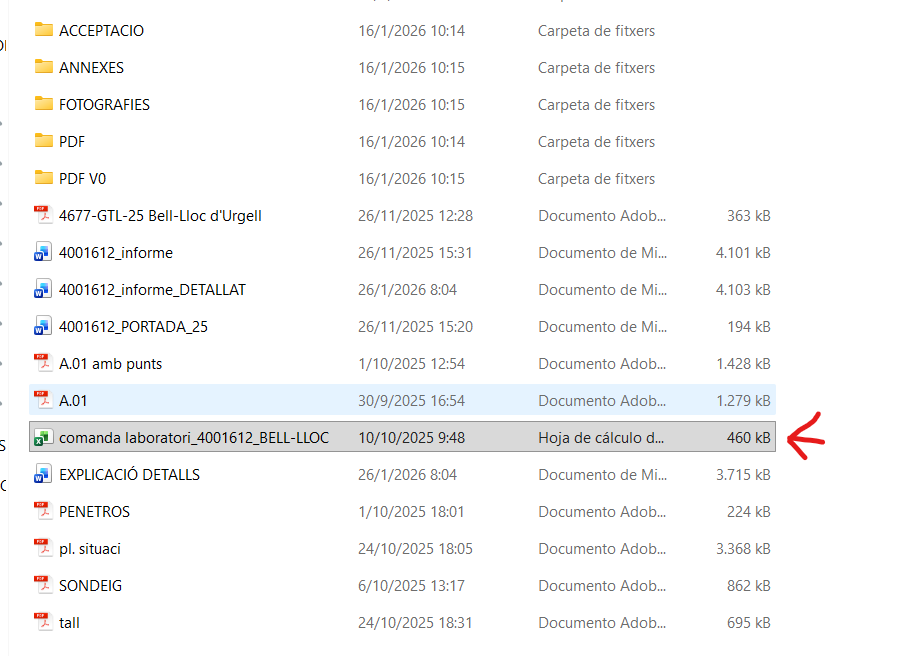 ACCEPTACIO 16/1/2026 10:14 Carpeta de fitxers
ANNEXES 16/1/2026 10:15 Carpeta de fitxers
FOTOGRAFIES 16/1/2026 10:15 Carpeta de fitxers
PDF 16/1/2026 10:14 Carpeta de fitxers
PDF V0 16/1/2026 10:15 Carpeta de fitxers
4677-GTL-25 Bell-Lloc d'Urgell 26/11/2025 12:28 Documento Adob... 363 kB
4001612_informe 26/11/2025 15:31 Documento de Mi... 4.101 kB
4001612_informe_DETALLAT 26/1/2026 8:04 Documento de Mi... 4.103 kB
4001612_PORTADA_25 26/11/2025 15:20 Documento de Mi... 194 kB
A.01 amb punts 1/10/2025 12:54 Documento Adob... 1.428 kB
A.01 30/9/2025 16:54 Documento Adob... 1.279 kB
comanda laboratori_4001612_BELL-LLOC 10/10/2025 9:48 Hoja de cálculo d... 460 kB
EXPLICACIÓ DETALLS 26/1/2026 8:04 Documento de Mi... 3.715 kB
PENETROS 1/10/2025 18:01 Documento Adob... 224 kB
pl. situaci 24/10/2025 18:05 Documento Adob... 3.368 kB
SONDEIG 6/10/2025 13:17 Documento Adob... 862 kB
tall 24/10/2025 18:31 Documento Adob... 695 kB